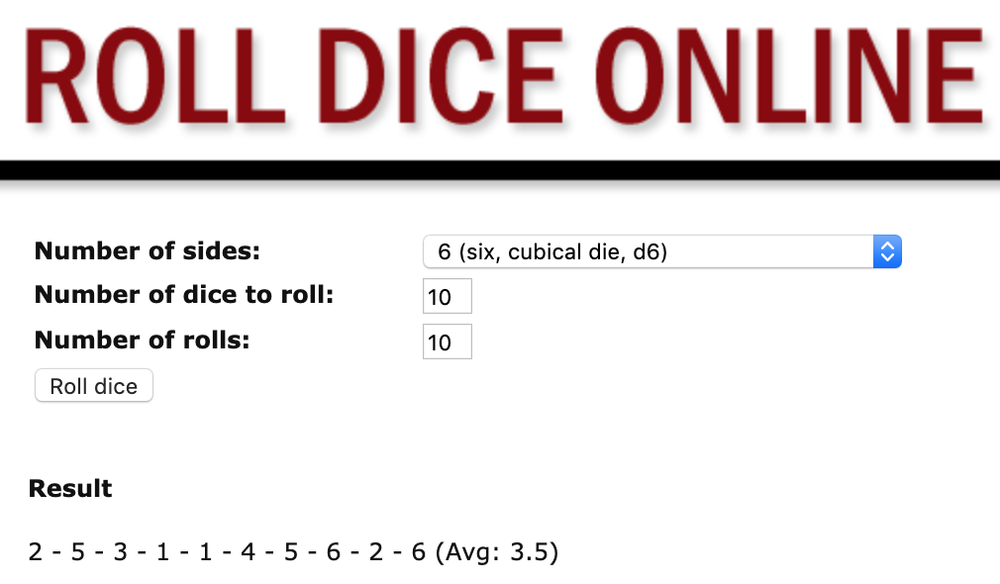 ROLL DICE ONLINE
Number of sides: 6 (six, cubical die, d6)
Number of dice to roll: 10
Number of rolls: 10
Roll dice
Result
2 - 5 - 3 - 1 - 1 - 4 - 5 - 6 - 2 - 6 (Avg: 3.5)